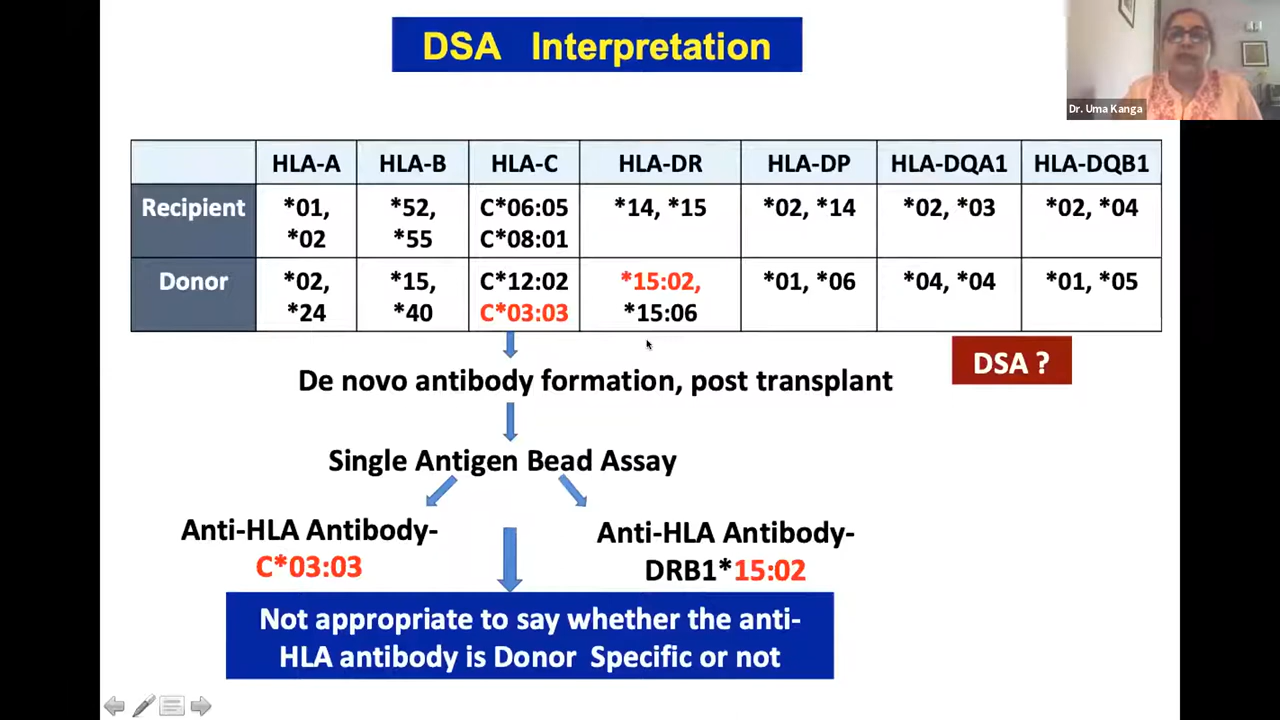 DSA Interpretation
Dr. Uma Kanga
HLA-A HLA-B HLA-C HLA-DR HLA-DP HLA-DQA1 HLA-DQB1
Recipient *01, *52, C*06:05 *14, *15 *02, *14 *02, *03 *02, *04
*02 *55 C*08:01
Donor *02, *15, C*12:02 *15:02, *01, *06 *04, *04 *01, *05
*24 *40 C*03:03 *15:06
DSA ?
De novo antibody formation, post transplant
Single Antigen Bead Assay
Anti-HLA Antibody-
C*03:03
Anti-HLA Antibody-
DRB1*15:02
Not appropriate to say whether the anti-
HLA antibody is Donor Specific or not